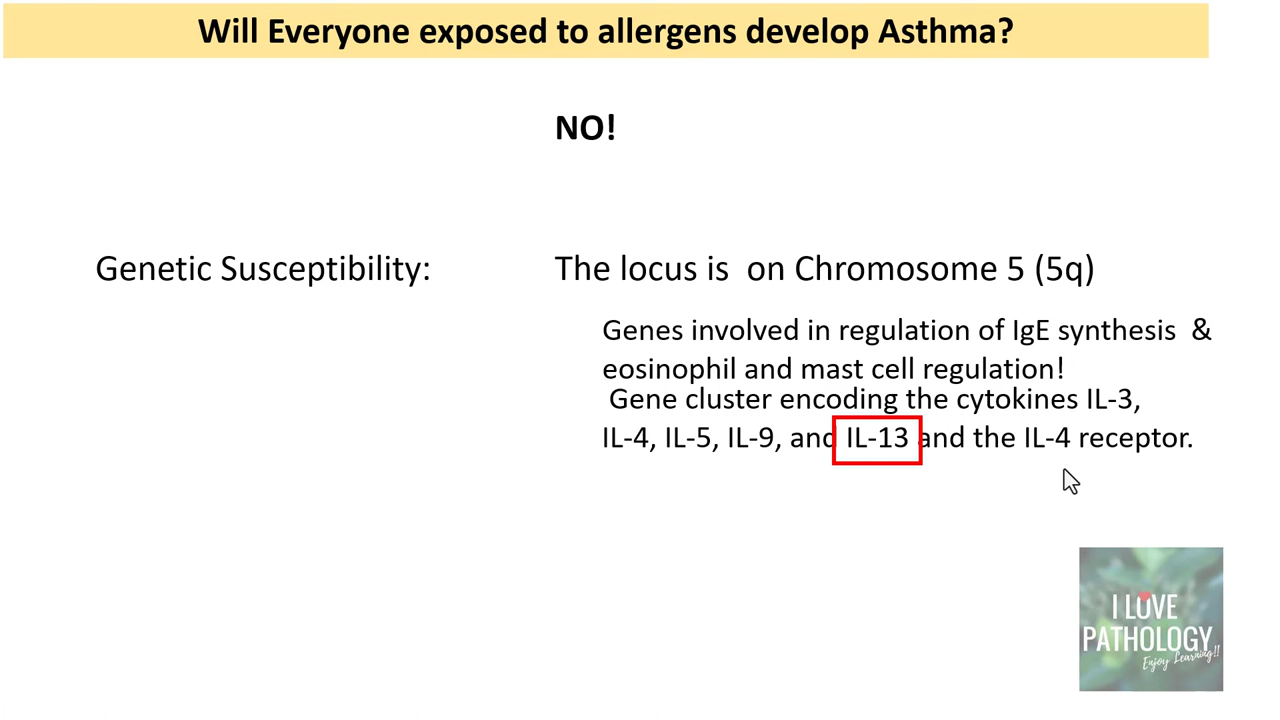 Will Everyone exposed to allergens develop Asthma?
NO!
Genetic Susceptibility:
The locus is on Chromosome 5 (5q)
Genes involved in regulation of IgE synthesis &
eosinophil and mast cell regulation!
Gene cluster encoding the cytokines IL-3,
IL-4, IL-5, IL-9, and IL-13 and the IL-4 receptor.
I LOVE
PATHOLOGY
Enjoy Learning!!